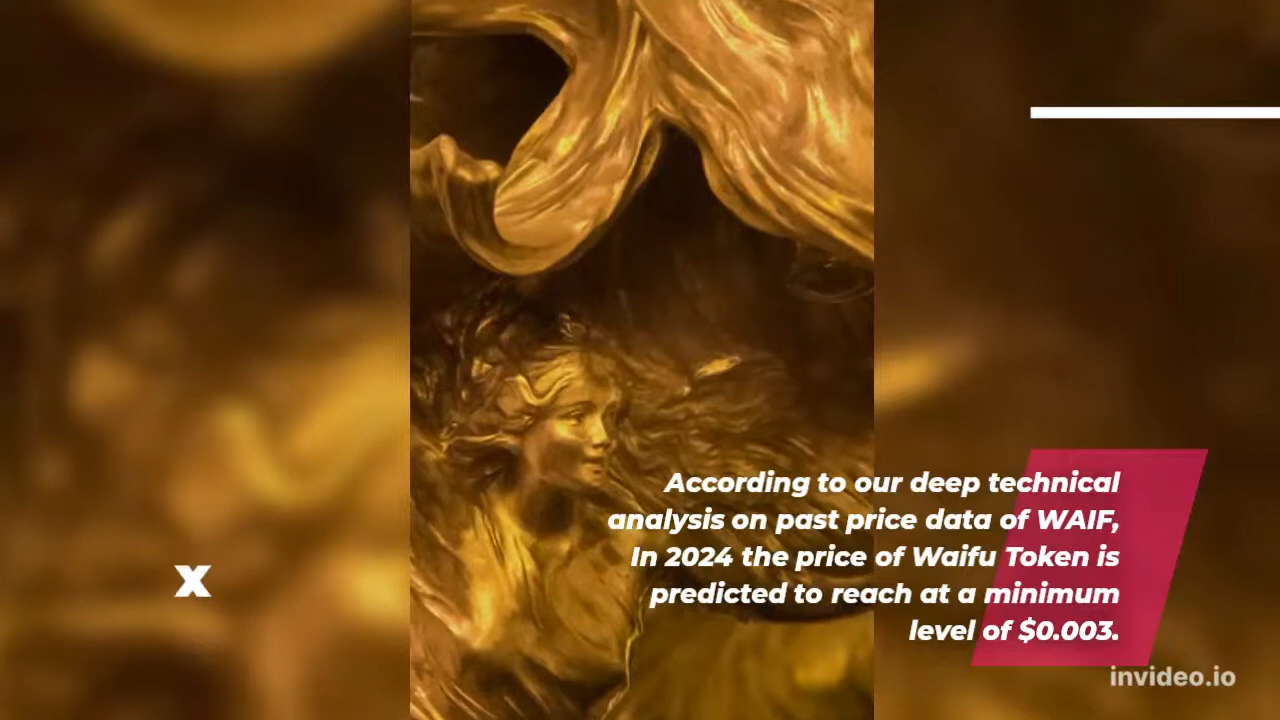 According to our deep technical
analysis on past price data of WAIF,
In 2024 the price of Waifu Token is
predicted to reach at a minimum
level of $0.003.
x
invideo.io